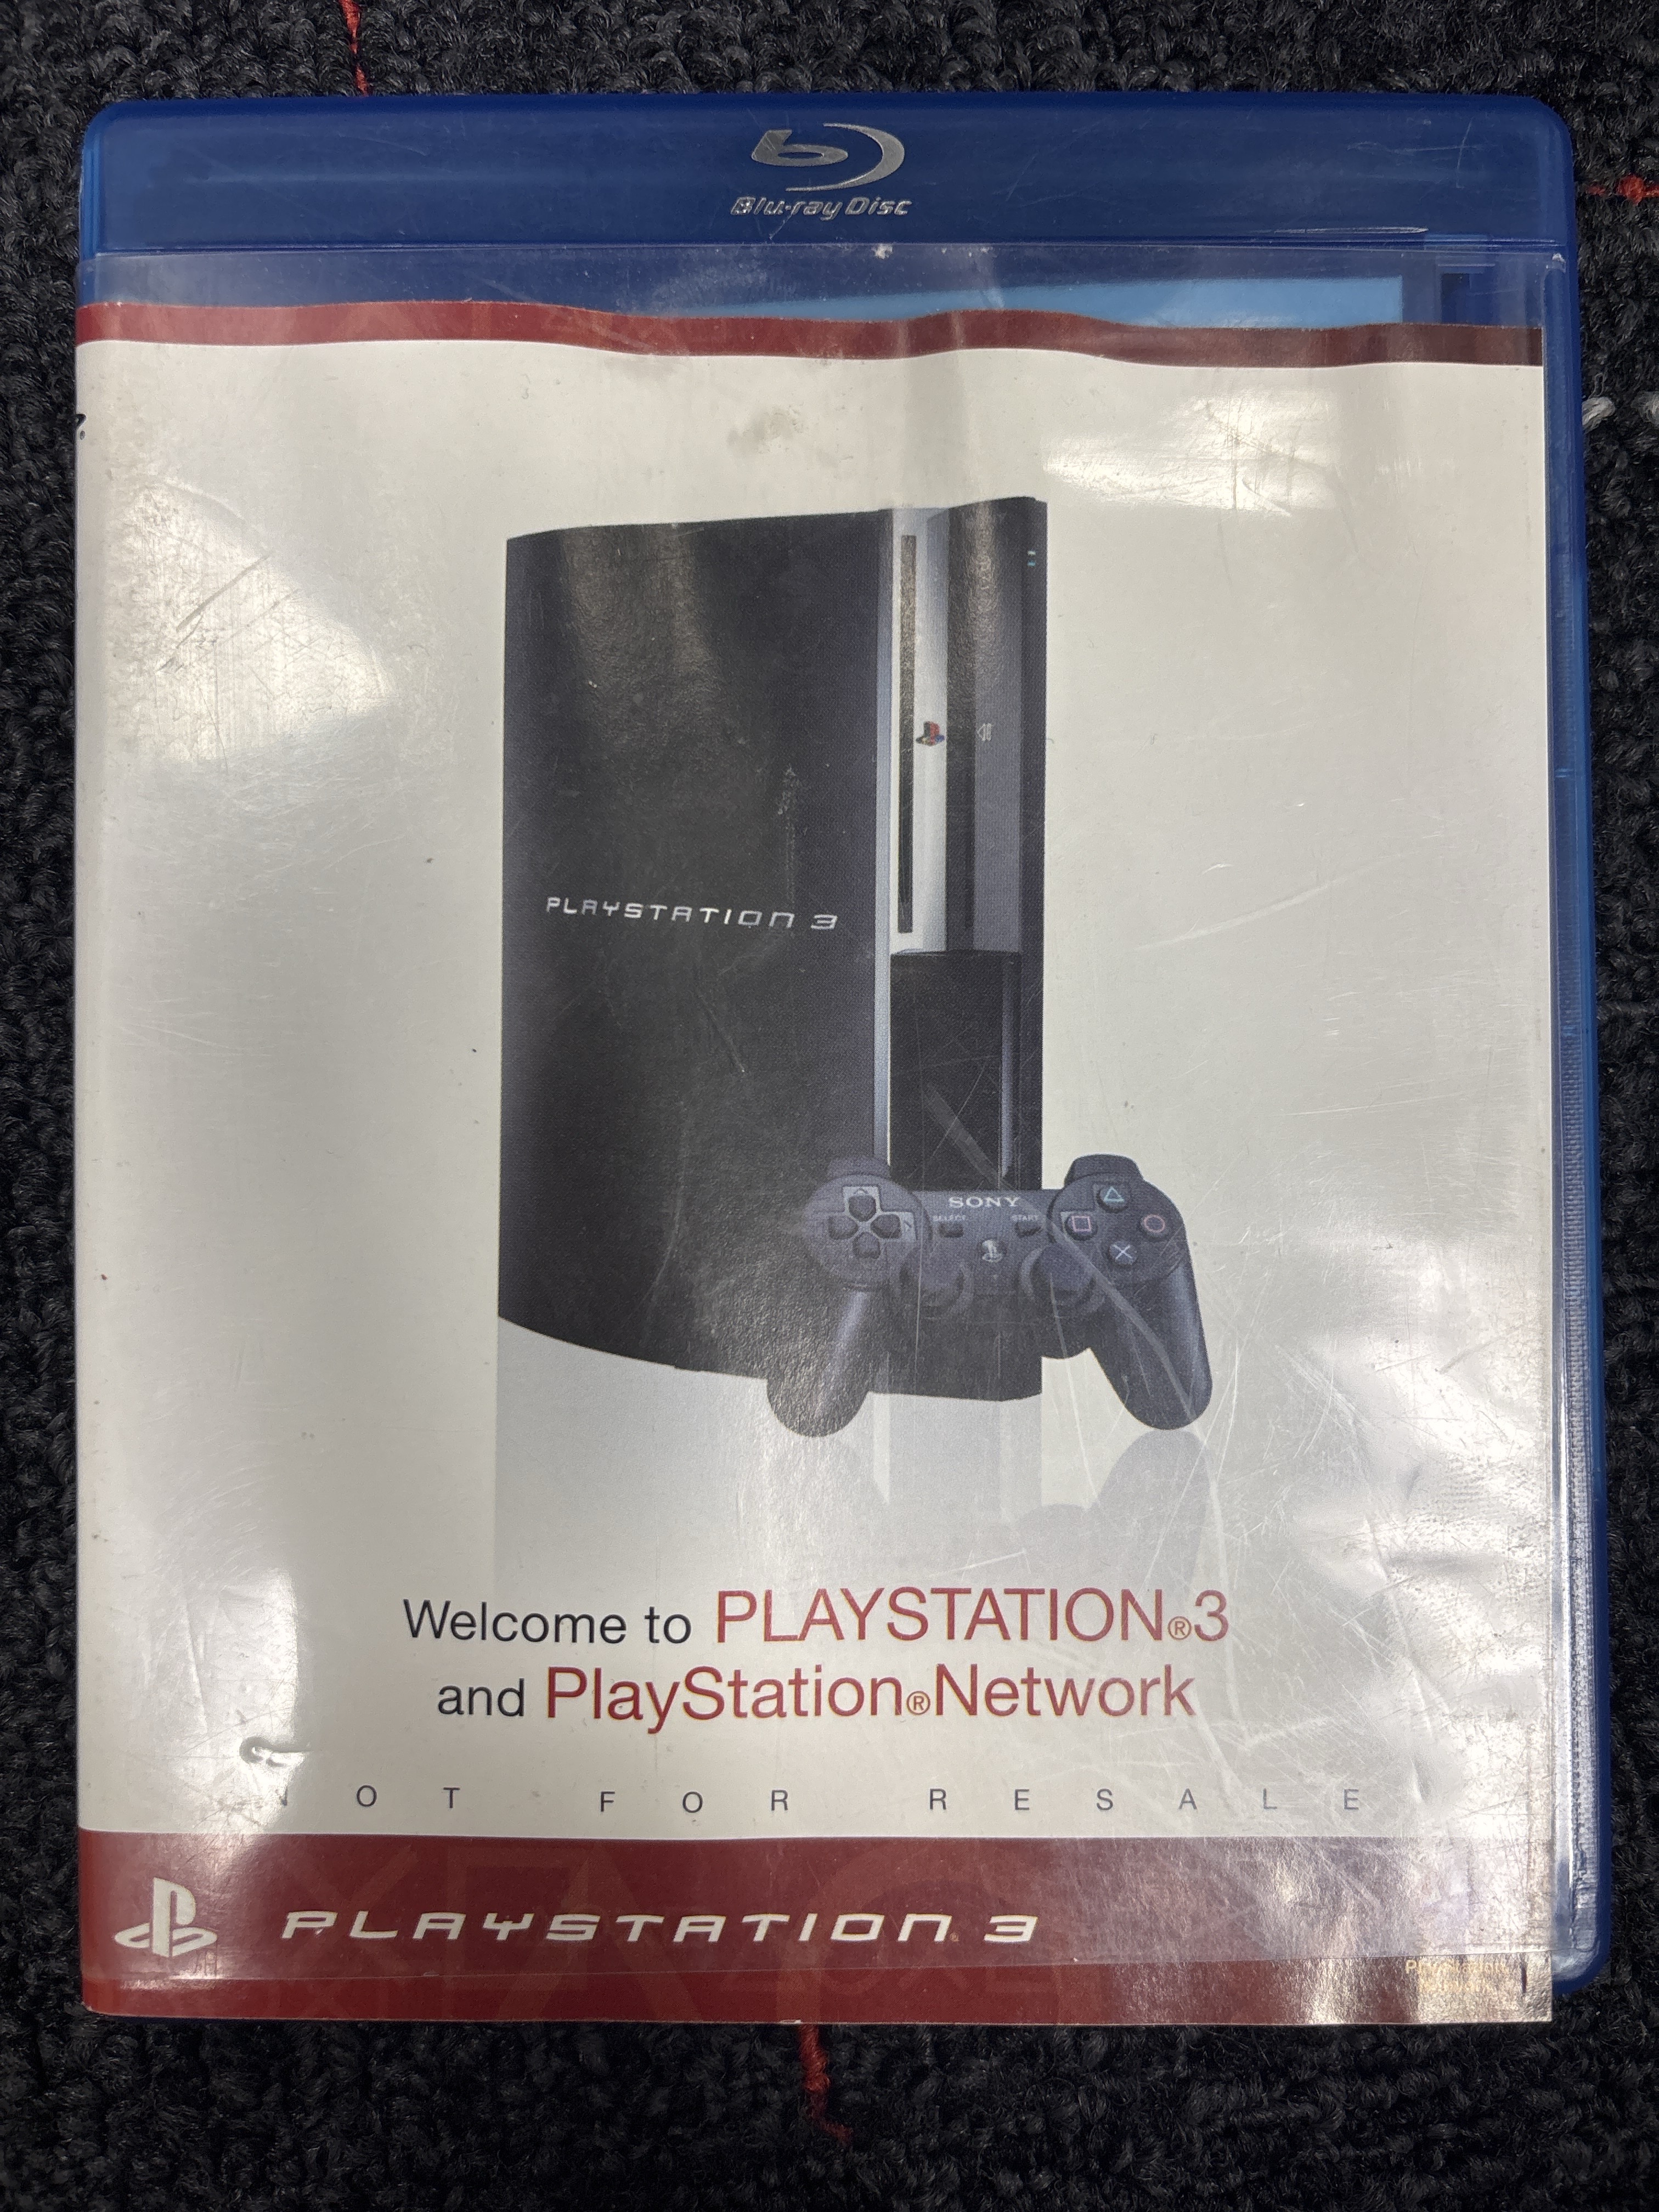 Blu-ray Disc
PLAYSTATION 3
SONY
SELECT START
Welcome to PLAYSTATION®3
and PlayStation®Network
NOT FOR RESALE
PLAYSTATION 3